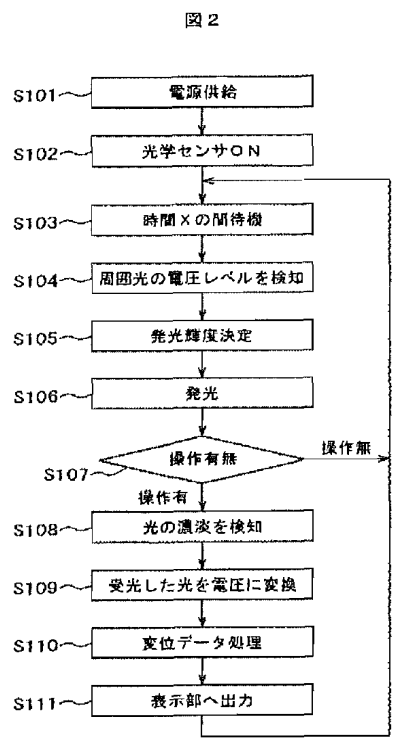 図2
S101 電源供給
S102 光学センサON
S103 時間Xの間待機
S104 周囲光の電圧レベルを検知
S105 発光輝度決定
S106 発光
S107 操作有無 操作無
操作有
S108 光の濃淡を検知
S109 受光した光を電圧に変換
S110 変位データ処理
S111 表示部へ出力